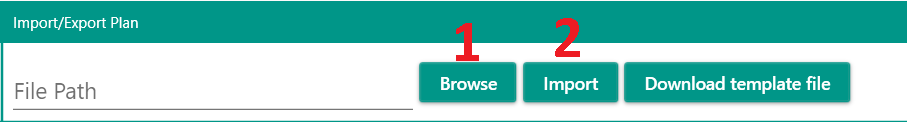 Import/Export Plan
1 2
File Path Browse Import Download template file